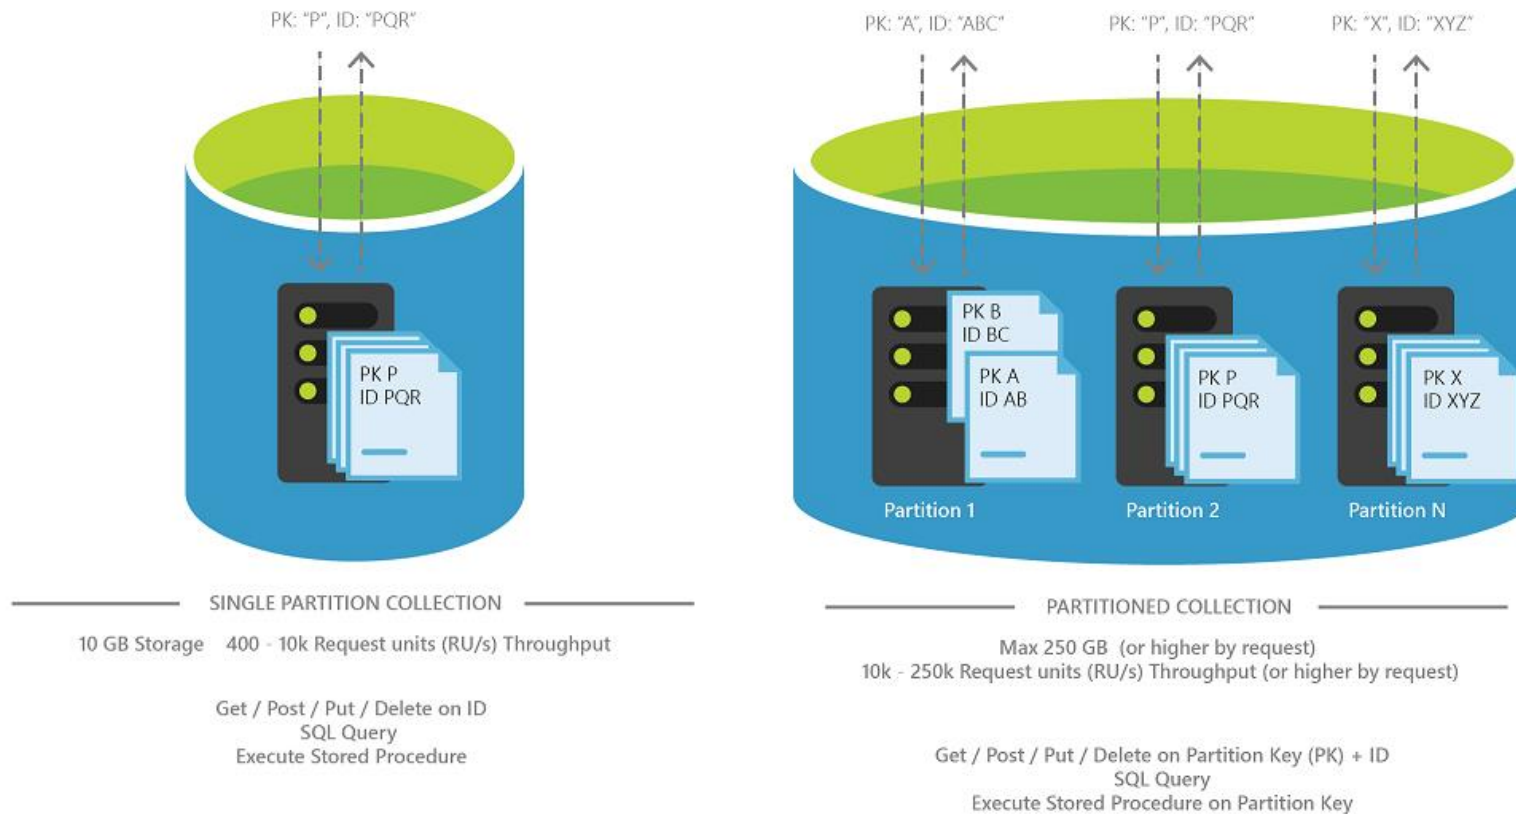 PK: “P”, ID: “PQR”
PK P
ID PQR
SINGLE PARTITION COLLECTION
10 GB Storage 400 - 10k Request units (RU/s) Throughput
Get / Post / Put / Delete on ID
SQL Query
Execute Stored Procedure
PK: “A”, ID: “ABC”
PK: “P”, ID: “PQR”
PK: “X”, ID: “XYZ”
PK B
ID BC
PK A
ID AB
Partition 1
PK P
ID PQR
Partition 2
PK X
ID XYZ
Partition N
PARTITIONED COLLECTION
Max 250 GB (or higher by request)
10k - 250k Request units (RU/s) Throughput (or higher by request)
Get / Post / Put / Delete on Partition Key (PK) + ID
SQL Query
Execute Stored Procedure on Partition Key